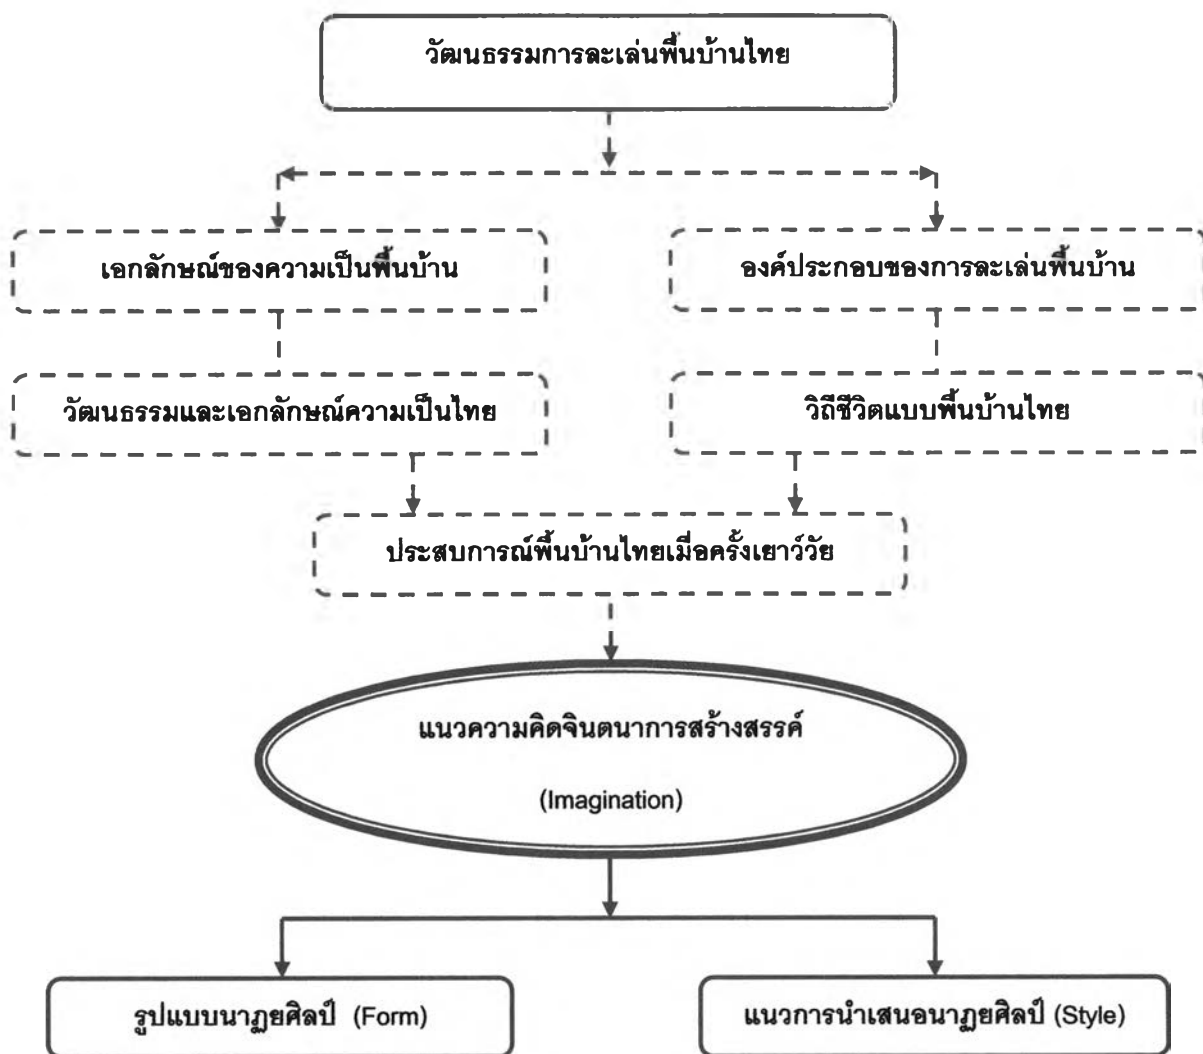 วัฒนธรรมการละเล่นพื้นบ้านไทย
เอกลักษณ์ของความเป็นพื้นบ้าน
องค์ประกอบของการละเล่นพื้นบ้าน
วัฒนธรรมและเอกลักษณ์ความเป็นไทย
วิถีชีวิตแบบพื้นบ้านไทย
ประสบการณ์พื้นบ้านไทยเมื่อครั้งเยาว์วัย
แนวความคิดจินตนาการสร้างสรรค์
(Imagination)
รูปแบบนาฏยศิลป์ (Form)
แนวการนำเสนอนาฏยศิลป์ (Style)